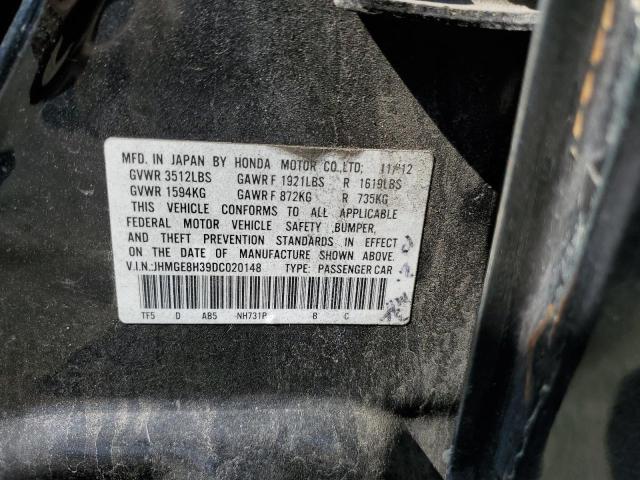 MFD. IN JAPAN BY HONDA MOTOR CO.,LTD; 11/12
GVWR 3512LBS GAWR F 1921LBS R 1619LBS
GVWR 1594KG GAWR F 872KG R 735KG
THIS VEHICLE CONFORMS TO ALL APPLICABLE
FEDERAL MOTOR VEHICLE SAFETY ,BUMPER,
AND THEFT PREVENTION STANDARDS IN EFFECT
ON THE DATE OF MANUFACTURE SHOWN ABOVE.
V.I.N.:JHMGE8H39DC020148 TYPE: PASSENGER CAR
TF5 D AB5 NH731P B C